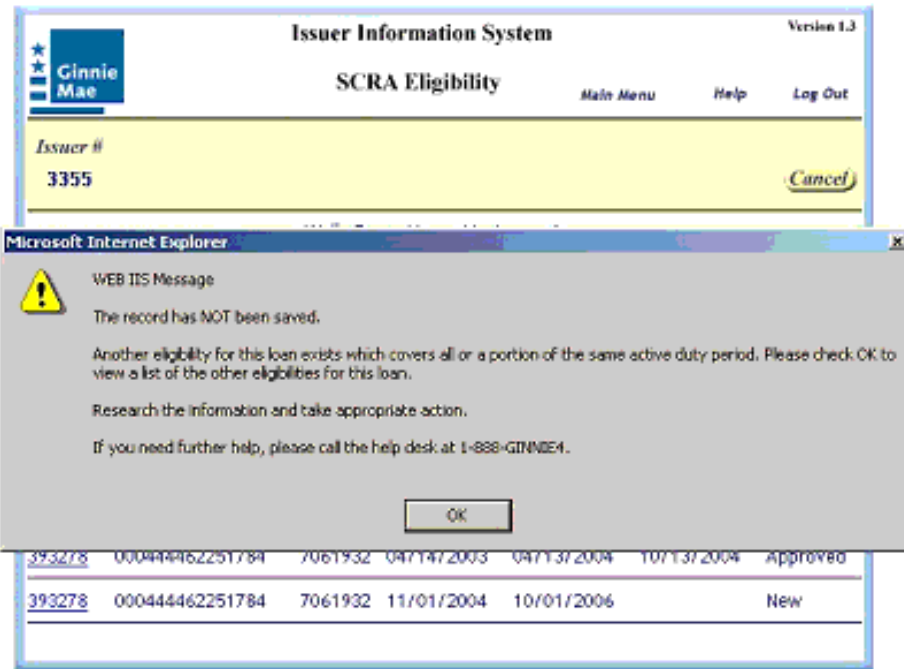 Issuer Information System
Version 1.3
Ginnie
Mae
SCRA Eligibility
Main Menu
Help
Log Out
Issuer #
3355
Cancel
Microsoft Internet Explorer
WEB IIS Message
The record has NOT been saved.
Another eligibility for this loan exists which covers all or a portion of the same active duty period. Please check OK to
view a list of the other eligibilities for this loan.
Research the information and take appropriate action.
If you need further help, please call the help desk at 1-888-GINNIE4.
OK
393278 000444462251784 7061932 04/14/2003 04/13/2004 10/13/2004 Approved
393278 000444462251784 7061932 11/01/2004 10/01/2006 New